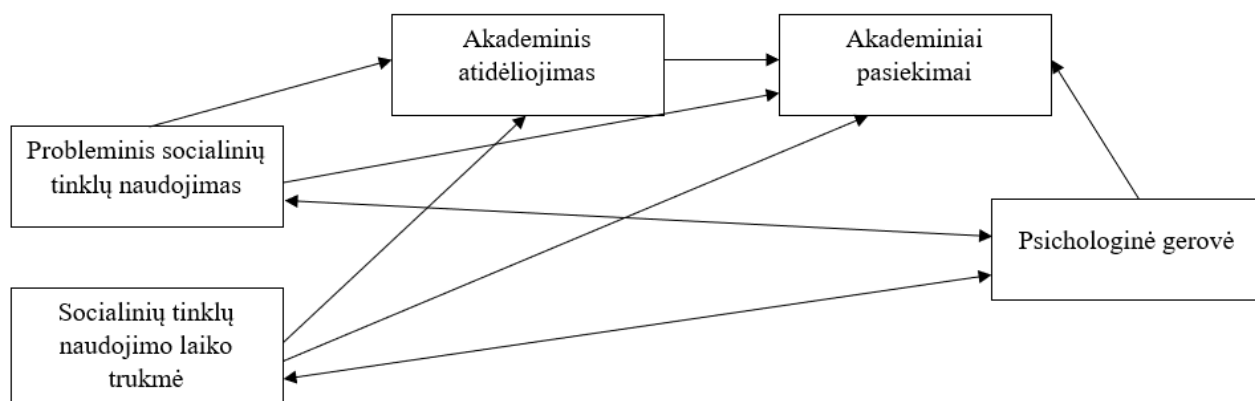 Akademinis
atidėliojimas
Akademiniai
pasiekimai
Probleminis socialinių
tinklų naudojimas
Psichologinė gerovė
Socialinių tinklų
naudojimo laiko
trukmė